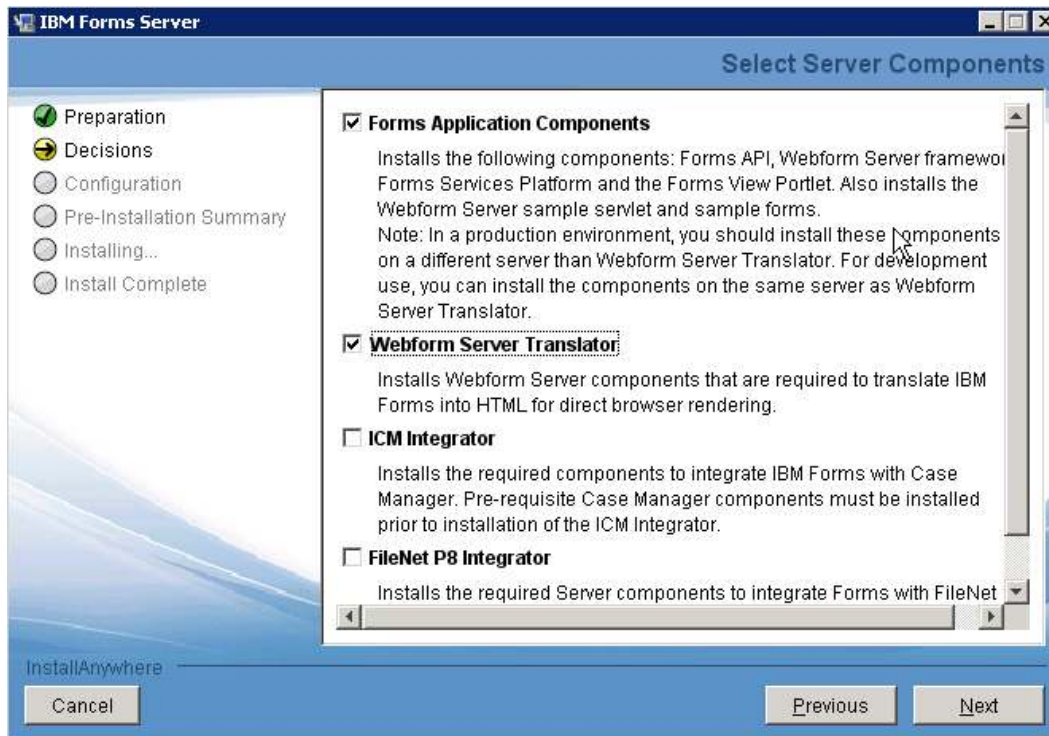 IBM Forms Server
Select Server Components
Preparation
Decisions
Configuration
Pre-Installation Summary
Installing...
Install Complete
Forms Application Components
Installs the following components: Forms API, Webform Server
Forms Services Platform and the Forms View Portlet. Also installs the
Webform Server sample servlet and sample forms.
Note: In a production environment, you should install these components
on a different server than Webform Server Translator. For development
use, you can install the components on the same server as Webform
Server Translator.
Webform Server Translator
Installs Webform Server components that are required to translate IBM
Forms into HTML for direct browser rendering.
ICM Integrator
Installs the required components to integrate IBM Forms with Case
Manager. Pre-requisite Case Manager components must be installed
prior to installation of the ICM Integrator.
FileNet P8 Integrator
Installs the required Server components to integrate Forms with FileNet
InstallAnywhere
Cancel
Previous
Next